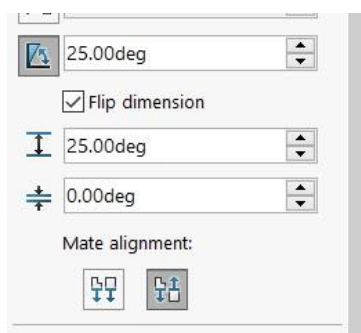 25.00deg
Flip dimension
25.00deg
0.00deg
Mate alignment: